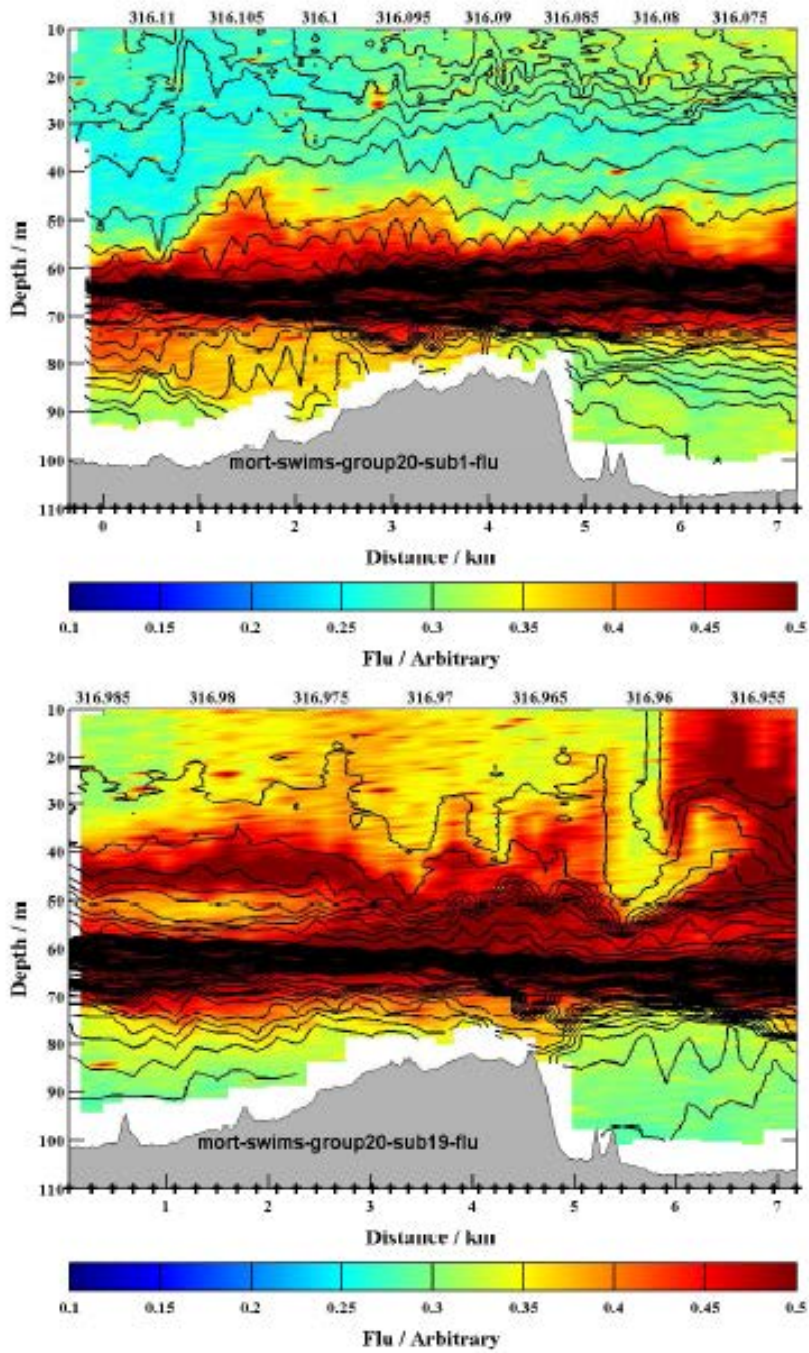 316.11 316.105 316.1 316.095 316.09 316.085 316.08 316.075
10
20
30
40
50
60
70
80
90
100
110
Depth / m
mort-swims-group20-sub1-flu
0 1 2 3 4 5 6 7
Distance / km
0.1 0.15 0.2 0.25 0.3 0.35 0.4 0.45 0.5
Flu / Arbitrary
316.985 316.98 316.975 316.97 316.965 316.96 316.955
10
20
30
40
50
60
70
80
90
100
110
Depth / m
mort-swims-group20-sub19-flu
1 2 3 4 5 6 7
Distance / km
0.1 0.15 0.2 0.25 0.3 0.35 0.4 0.45 0.5
Flu / Arbitrary